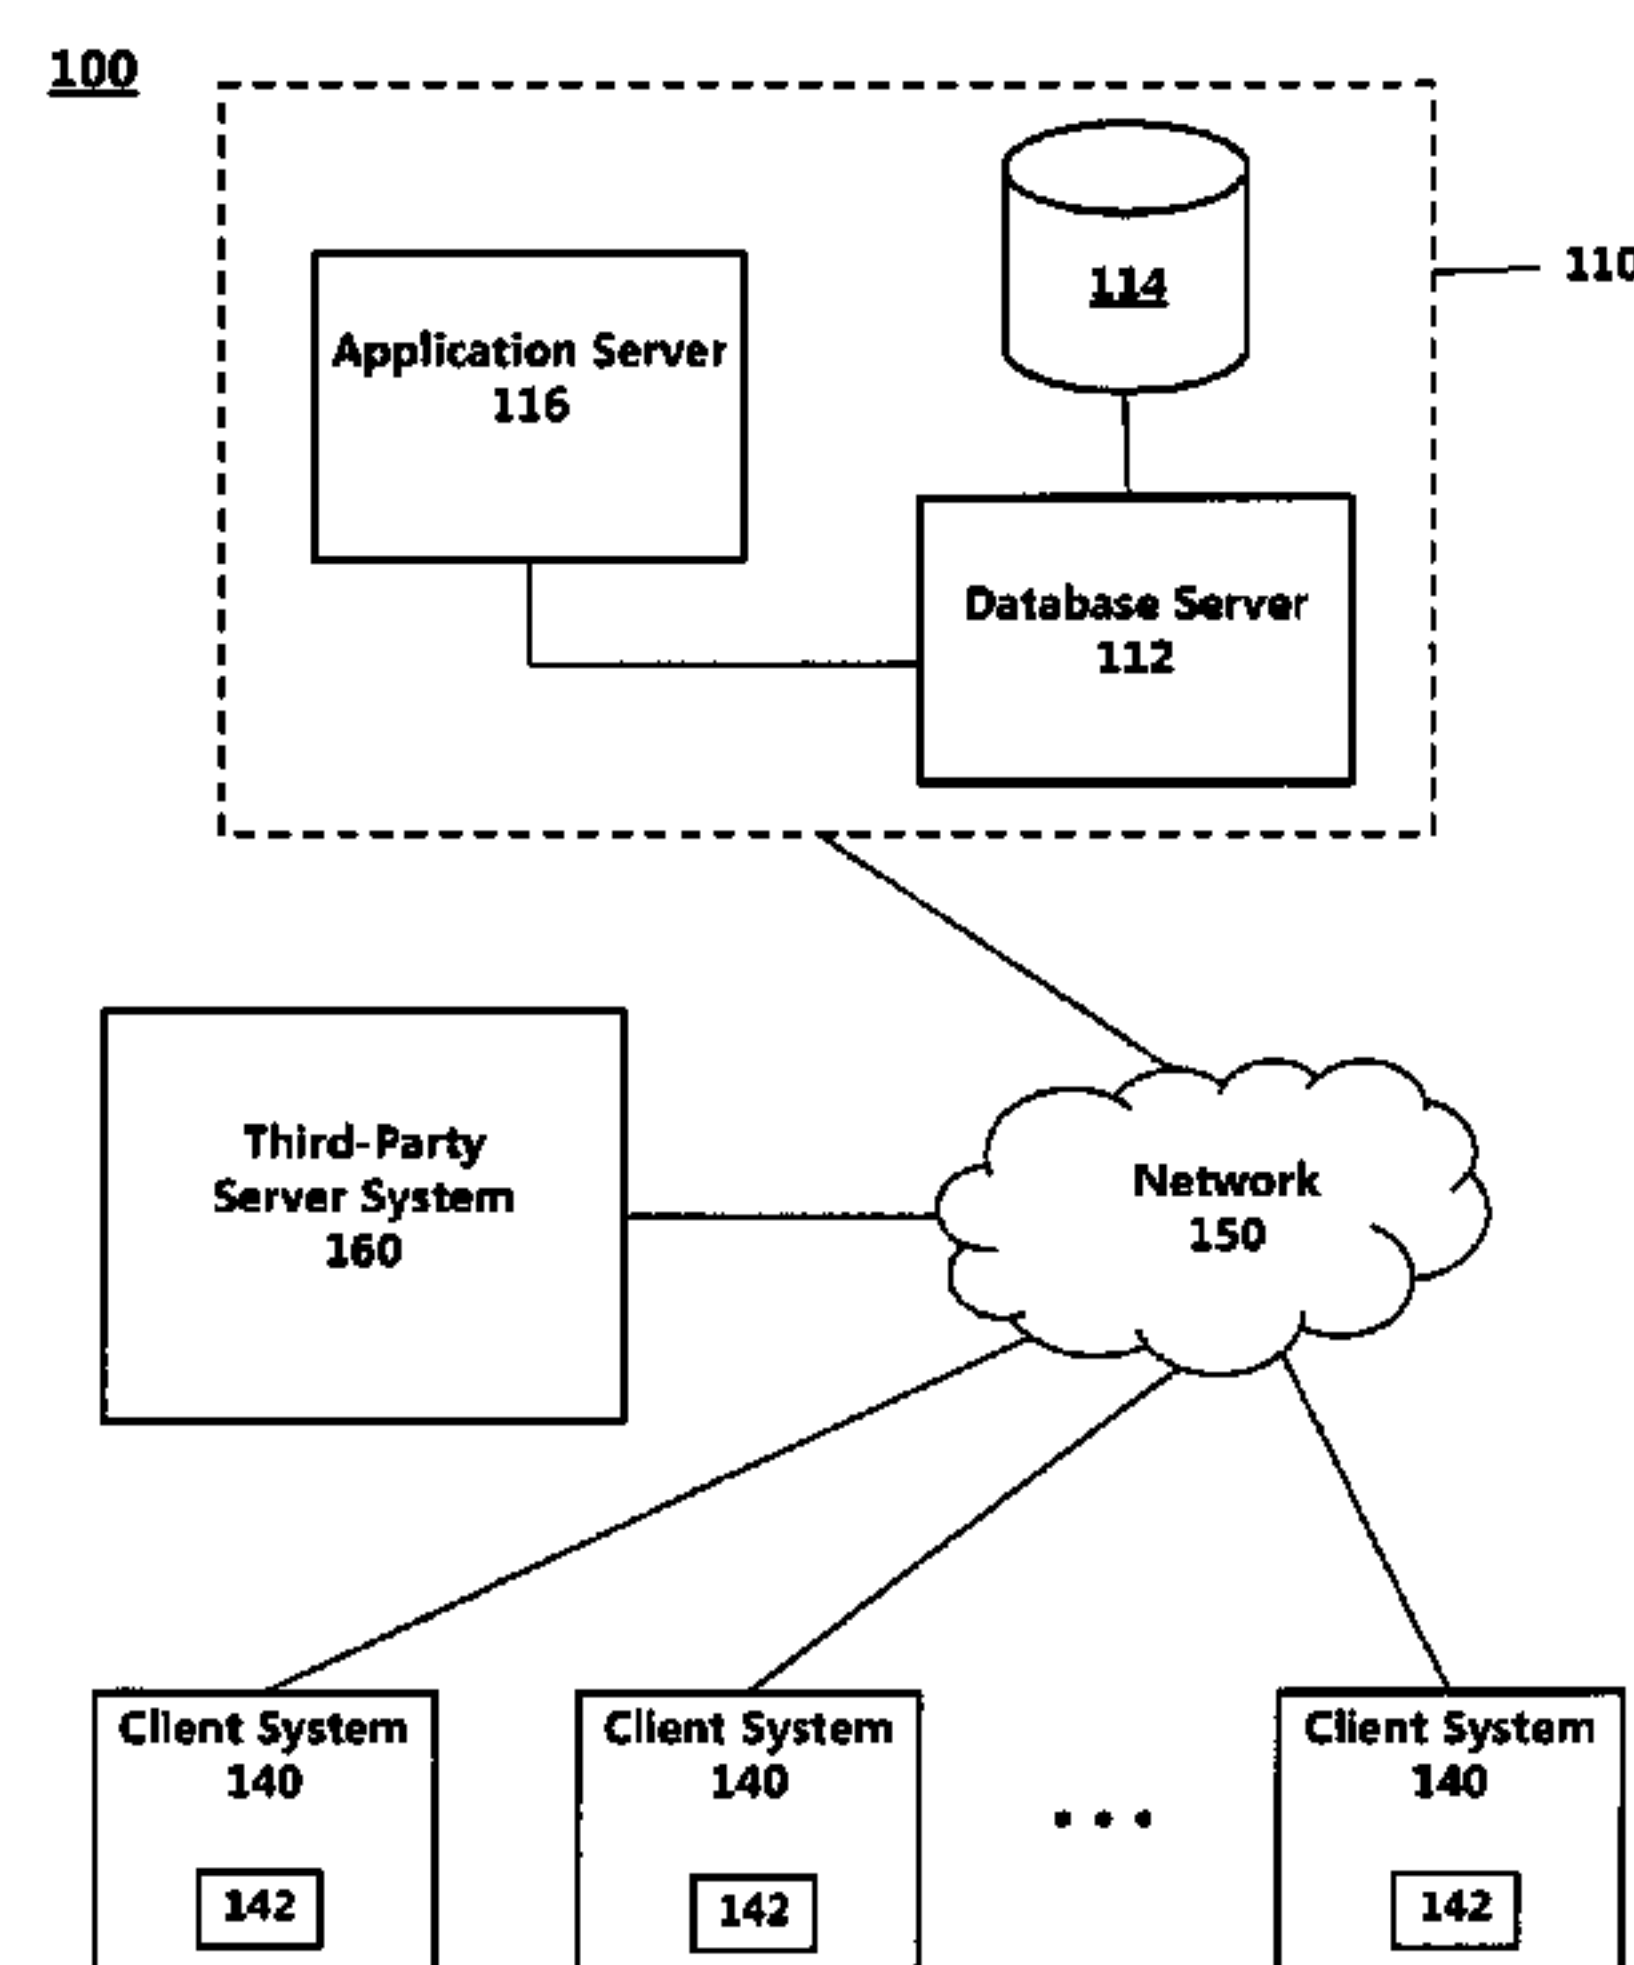 100
114
110
Application Server
116
Database Server
112
Third-Party
Server System
160
Network
150
Client System
140
142
Client System
140
142
...
Client System
140
142